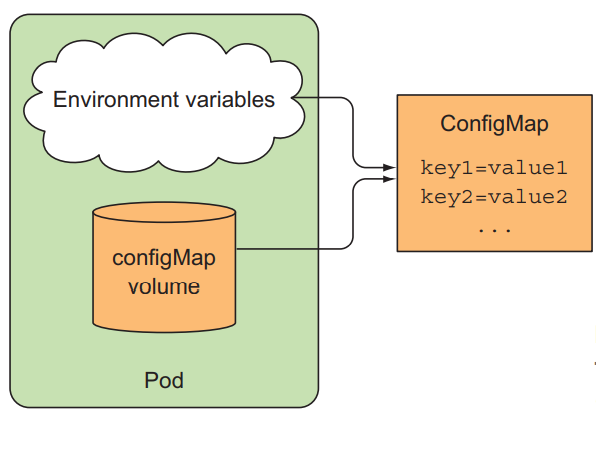 Environment variables
configMap
volume
Pod
ConfigMap
key1=value1
key2=value2
...